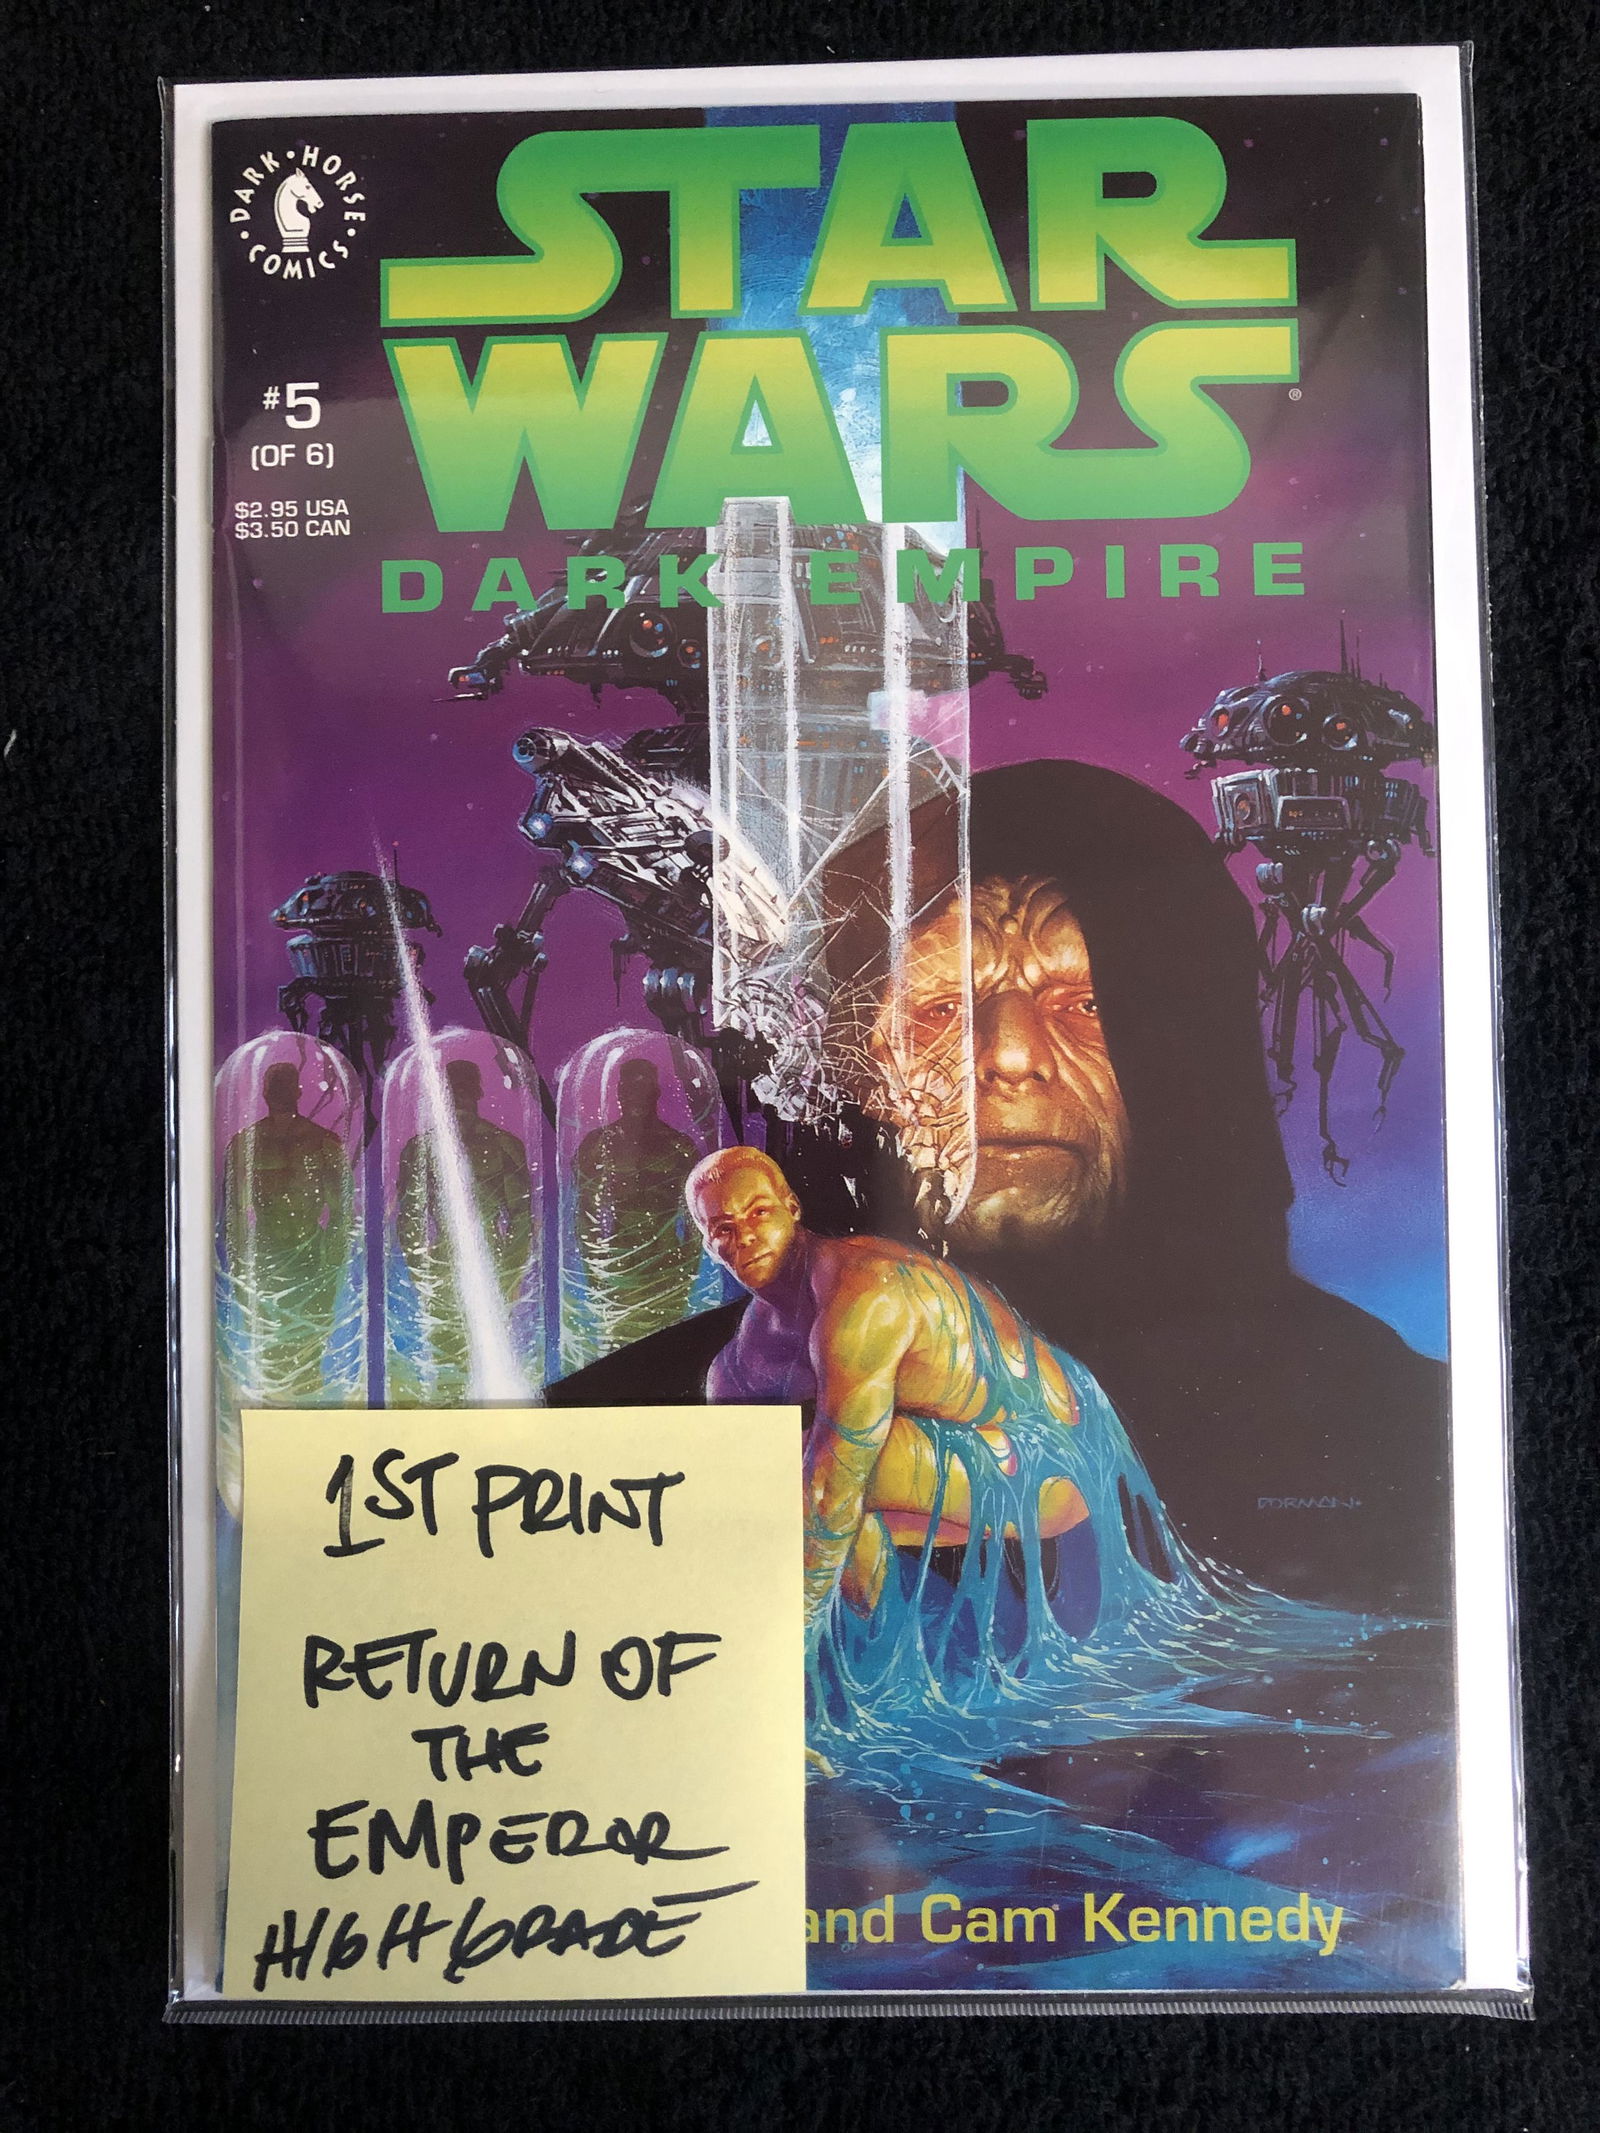 DARK • HORSE • COMICS •
STAR
WARS®
#5
(OF 6)
$2.95 USA
$3.50 CAN
DARK EMPIRE
DORMAN
1ST PRINT
RETURN OF
THE
EMPEROR
HIGH GRADE
and Cam Kennedy